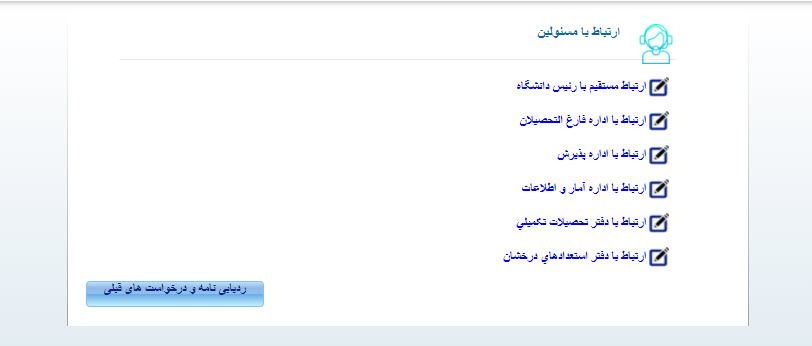 ارتباط با مسئولين
ارتباط مستقیم با رئیس دانشگاه
ارتباط با اداره فارغ التحصیلان
ارتباط با اداره پذیرش
ارتباط با اداره آمار و اطلاعات
ارتباط با دفتر تحصیلات تکمیلي
ارتباط با دفتر استعدادهاي درخشان
ردیابی نامه و درخواست های قبلی